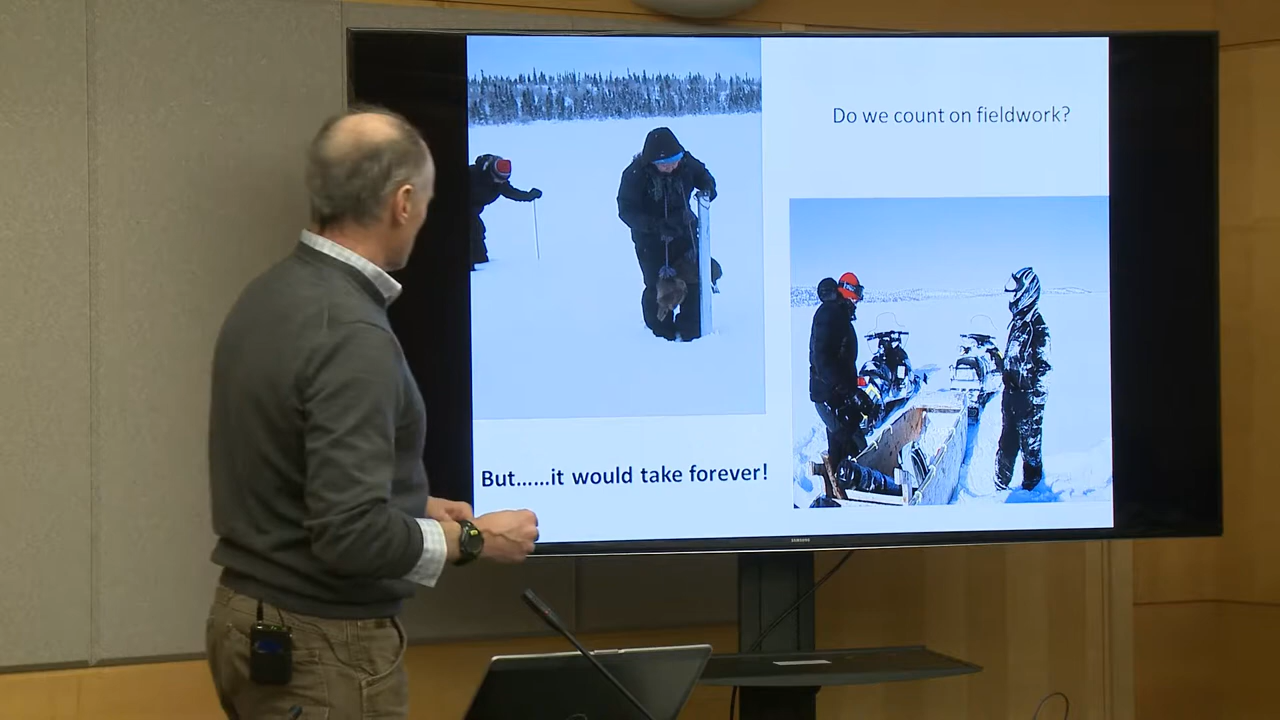 Do we count on fieldwork?
But......it would take forever!
SAMSUNG